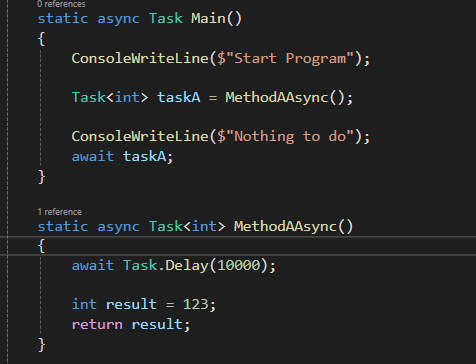 0 references
static async Task Main()
{
ConsoleWriteLine($"Start Program");
Task<int> taskA = MethodAAsync();
ConsoleWriteLine($"Nothing to do");
await taskA;
}
1 reference
static async Task<int> MethodAAsync()
{
await Task.Delay(10000);
int result = 123;
return result;
}